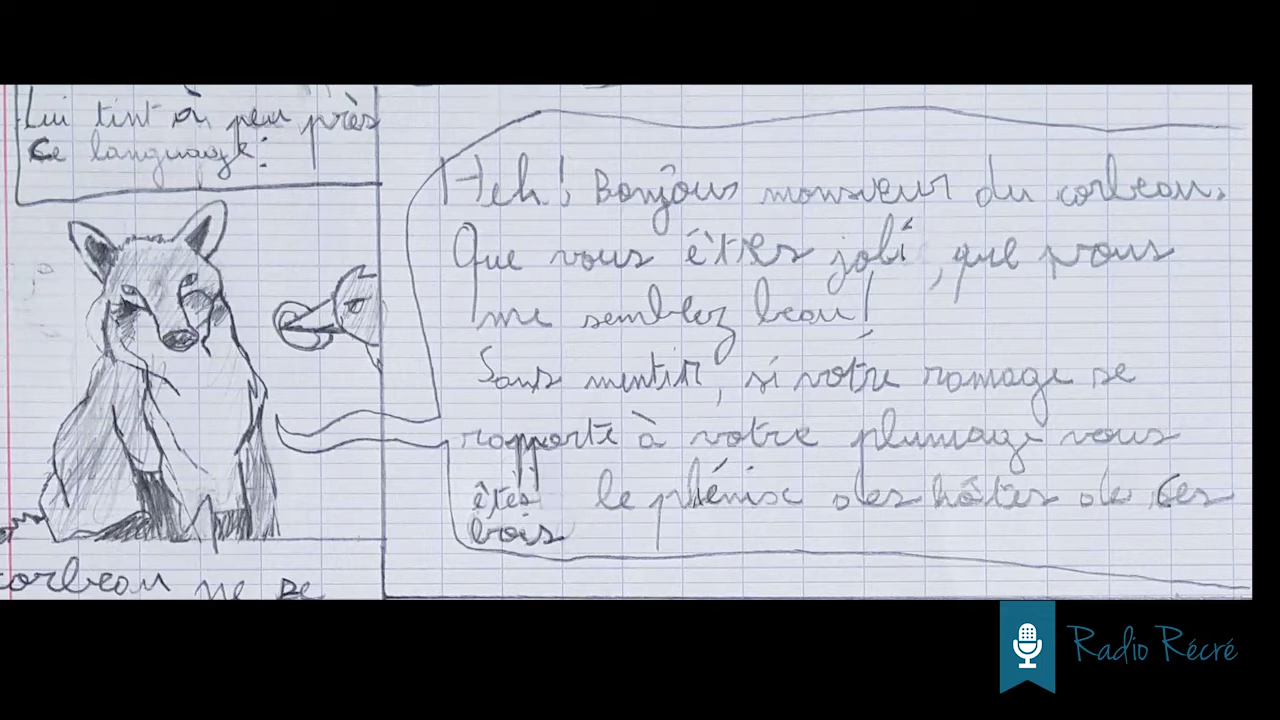 Lui tint à peu près
ce language:
Heh! Bonjour monsieur du corbeau.
Que vous êtes joli, que vous
me semblez beau!
Sans mentir, si votre ramage se
rapporte à votre plumage vous
êtes le phénix des hôtes de ces
bois
corbeau ne se
Radio Récré